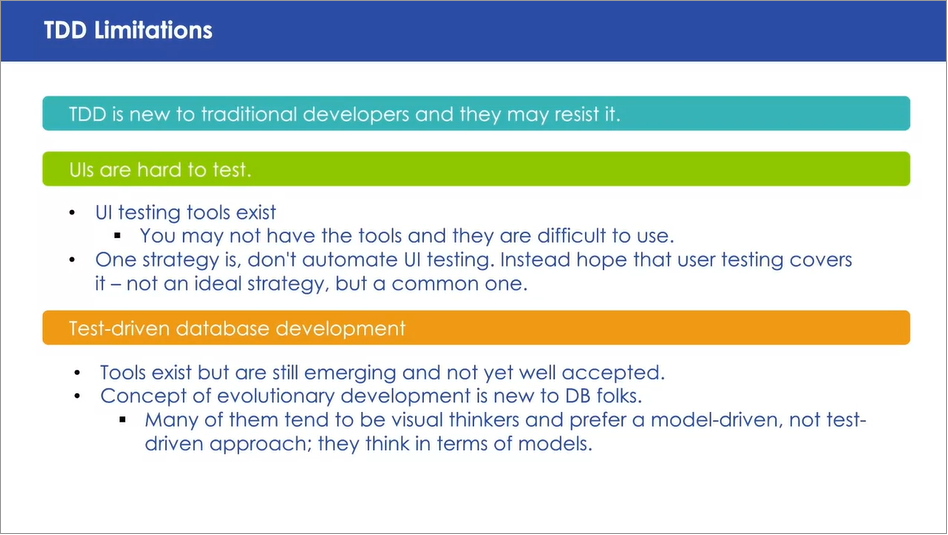 TDD Limitations
TDD is new to traditional developers and they may resist it.
UIs are hard to test.
• UI testing tools exist
▪ You may not have the tools and they are difficult to use.
• One strategy is, don't automate UI testing. Instead hope that user testing covers
it – not an ideal strategy, but a common one.
Test-driven database development
• Tools exist but are still emerging and not yet well accepted.
• Concept of evolutionary development is new to DB folks.
▪ Many of them tend to be visual thinkers and prefer a model-driven, not test-
driven approach; they think in terms of models.